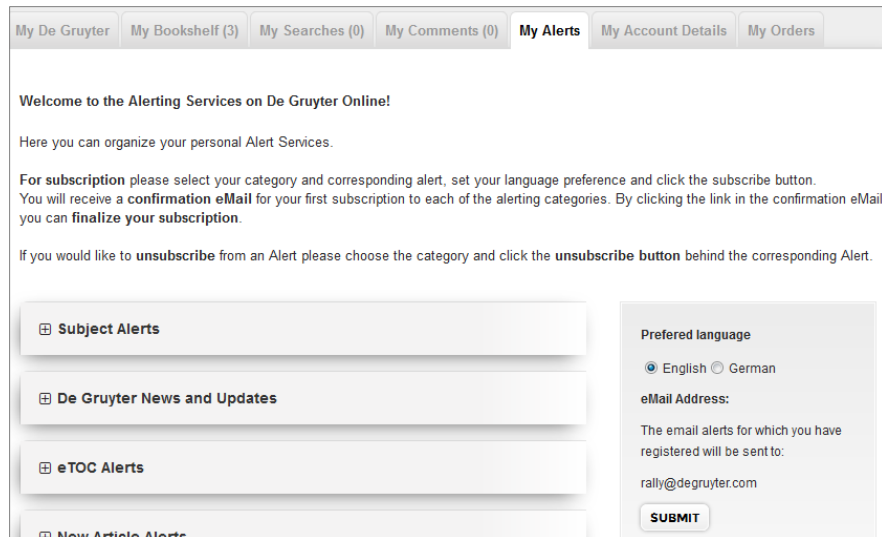 My De Gruyter My Bookshelf (3) My Searches (0) My Comments (0) My Alerts My Account Details My Orders
Welcome to the Alerting Services on De Gruyter Online!
Here you can organize your personal Alert Services.
For subscription please select your category and corresponding alert, set your language preference and click the subscribe button.
You will receive a confirmation eMail for your first subscription to each of the alerting categories. By clicking the link in the confirmation eMail
you can finalize your subscription.
If you would like to unsubscribe from an Alert please choose the category and click the unsubscribe button behind the corresponding Alert.
Subject Alerts
De Gruyter News and Updates
eTOC Alerts
New Article Alerts
Prefered language
English German
eMail Address:
The email alerts for which you have
registered will be sent to:
rally@degruyter.com
SUBMIT